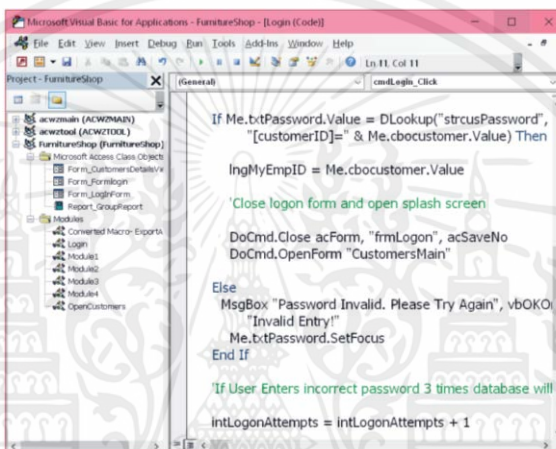 Microsoft Visual Basic for Applications - FurnitureShop - [Login (Code)]
File Edit View Insert Debug Run Tools Add-Ins Window Help
Ln 11, Col 11
Project - FurnitureShop
(General)
cmdLogin_Click
acwzmain (ACWZMAIN)
acwztool (ACWZTOOL)
FurnitureShop (FurnitureShop)
Microsoft Access Class Objects
Form_CustomersDetailsVe
Form_Formlogin
Form_LogInForm
Report_GroupReport
Modules
Converted Macro- ExportA
Login
Module1
Module2
Module3
Module4
OpenCustomers
If Me.txtPassword.Value = DLookup("strcusPassword",
"[customerID]=" & Me.cbocustomer.Value) Then
lngMyEmpID = Me.cbocustomer.Value
'Close logon form and open splash screen
DoCmd.Close acForm, "frmLogon", acSaveNo
DoCmd.OpenForm "CustomersMain"
Else
MsgBox "Password Invalid. Please Try Again", vbOKO
"Invalid Entry!"
Me.txtPassword.SetFocus
End If
'If User Enters incorrect password 3 times database will
intLogonAttempts = intLogonAttempts + 1